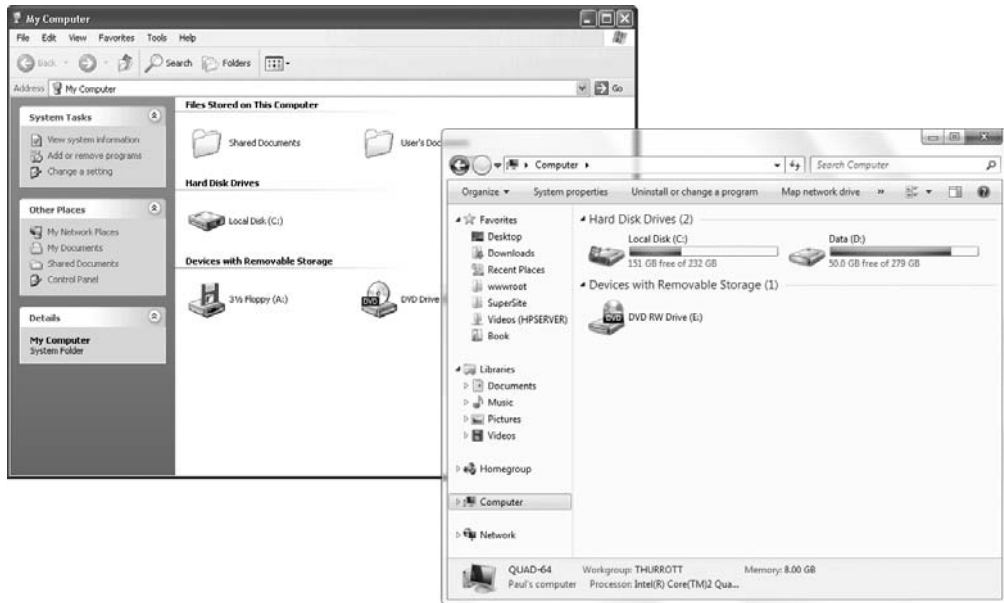 My Computer
File Edit View Favorites Tools Help
Back Search Folders
Address My Computer Go
System Tasks
View system information
Add or remove programs
Change a setting
Other Places
My Network Places
My Documents
Shared Documents
Control Panel
Details
My Computer
System Folder
Files Stored on This Computer
Shared Documents
User's Doc
Hard Disk Drives
Local Disk (C:)
Devices with Removable Storage
3½ Floppy (A:)
DVD Drive
Computer
Search Computer
Organize System properties Uninstall or change a program Map network drive »
Favorites
Desktop
Downloads
Recent Places
wwwroot
SuperSite
Videos (HPSERVER)
Book
Libraries
Documents
Music
Pictures
Videos
Homegroup
Computer
Network
Hard Disk Drives (2)
Local Disk (C:)
151 GB free of 232 GB
Data (D:)
50.0 GB free of 279 GB
Devices with Removable Storage (1)
DVD RW Drive (E:)
DVD
QUAD-64 Workgroup: THURROTT Memory: 8.00 GB
Paul's computer Processor: Intel(R) Core(TM)2 Qua...